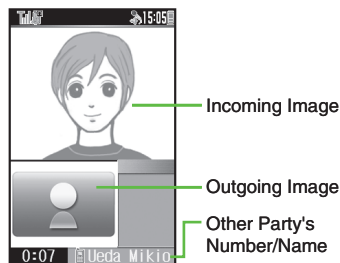 15:05
Incoming Image
Outgoing Image
Other Party's
Number/Name
0:07 Ueda Mikio